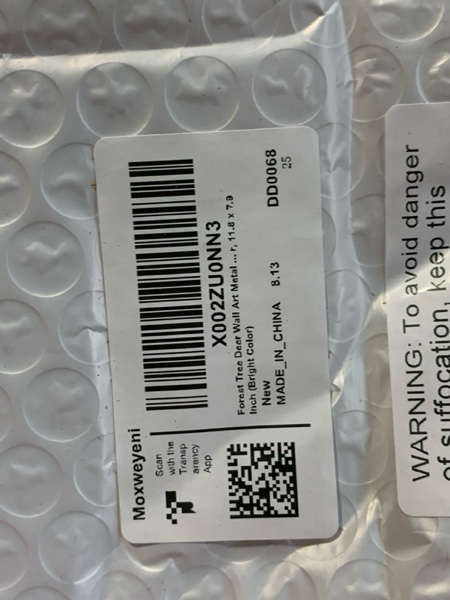 Moxweyeni
Scan
with the
Transp
arency
App
X002ZU0NN3
Forest Tree Deer Wall Art Metal ... r, 11.8 x 7.9
Inch (Bright Color)
New
MADE_IN_CHINA 8.13
DD0068
25
WARNING: To avoid danger
of suffocation, keep this